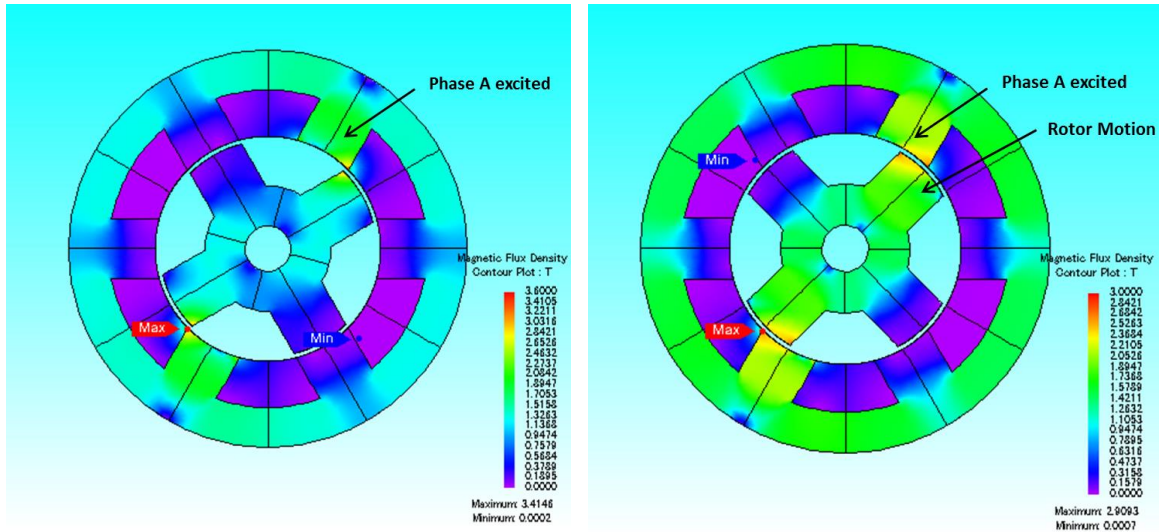 Phase A excited
Max
Min
Magnetic Flux Density
Contour Plot : T
3.6000
3.4105
3.2211
3.0316
2.8421
2.6526
2.4632
2.2737
2.0842
1.8947
1.7053
1.5158
1.3263
1.1368
0.9474
0.7579
0.5684
0.3789
0.1895
0.0000
Maximum: 3.4146
Minimum: 0.0002
Phase A excited
Rotor Motion
Min
Max
Magnetic Flux Density
Contour Plot : T
3.0000
2.8421
2.6842
2.5263
2.3684
2.2105
2.0526
1.8947
1.7368
1.5789
1.4211
1.2632
1.1053
0.9474
0.7895
0.6316
0.4737
0.3158
0.1579
0.0000
Maximum: 2.9093
Minimum: 0.0007